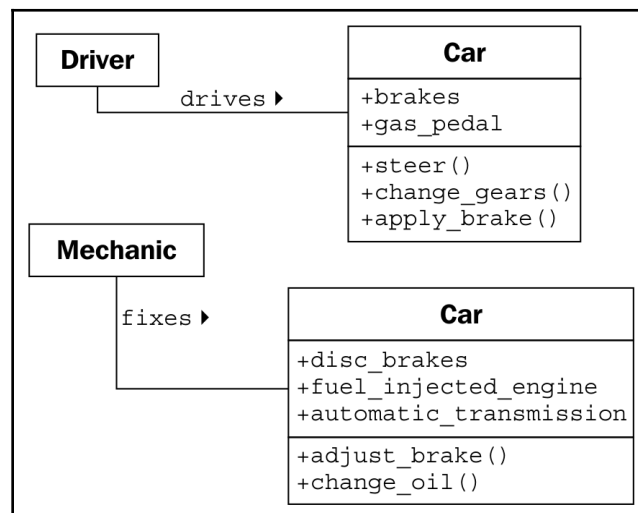 Driver
drives
Car
+brakes
+gas_pedal
+steer()
+change_gears()
+apply_brake()
Mechanic
fixes
Car
+disc_brakes
+fuel_injected_engine
+automatic_transmission
+adjust_brake()
+change_oil()